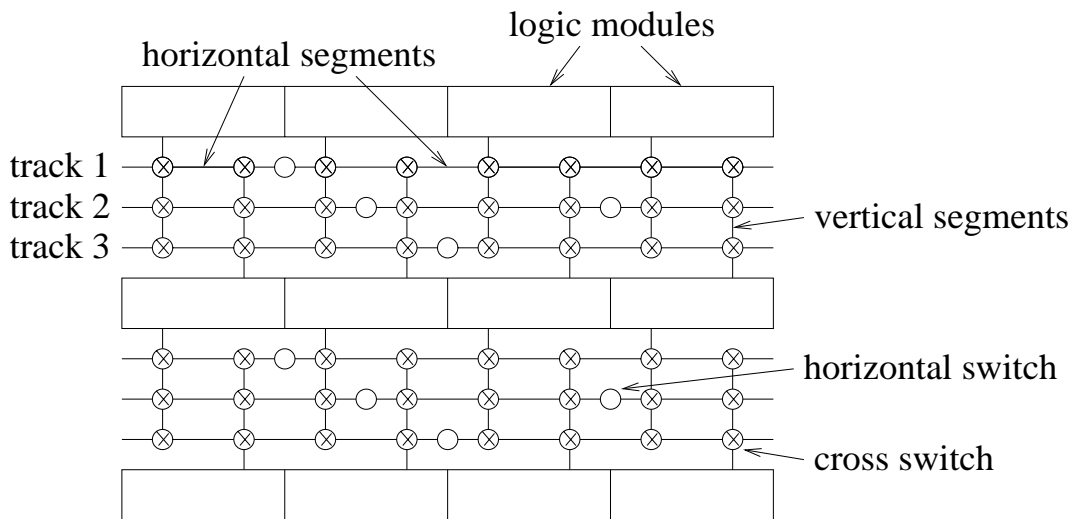 logic modules
horizontal segments
track 1
track 2
track 3
vertical segments
horizontal switch
cross switch